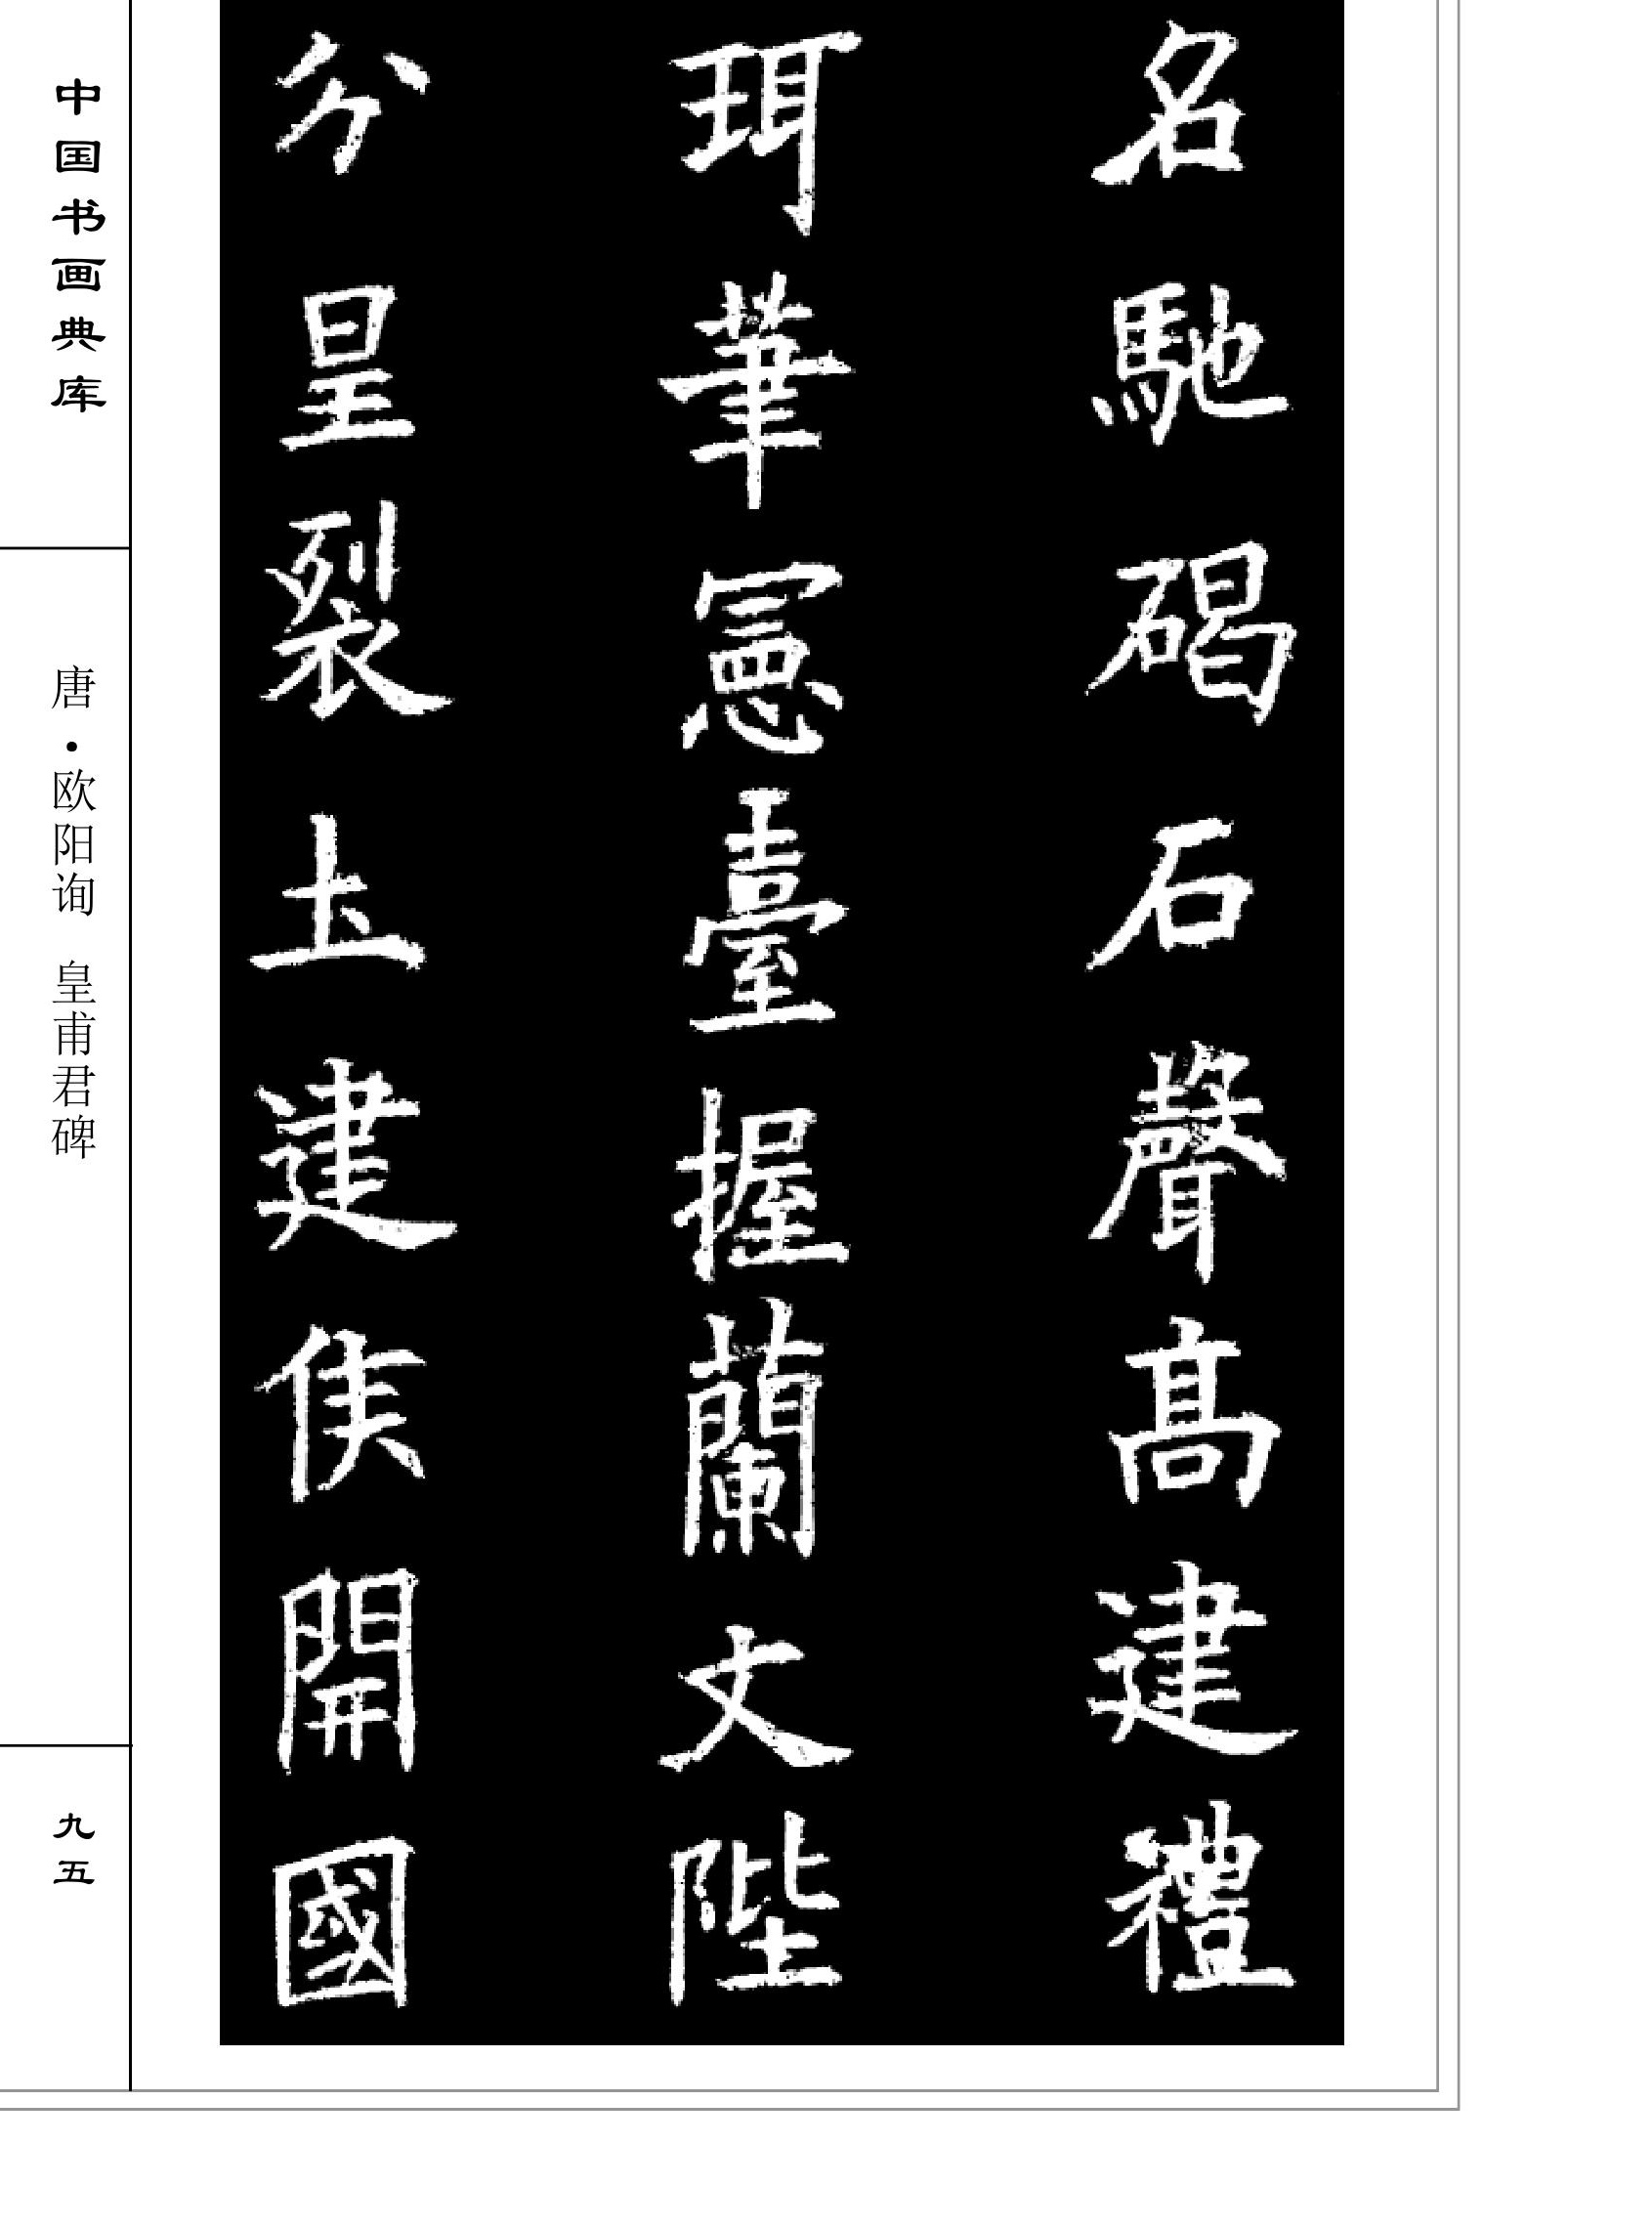 名馳碣石聲高建禮
珥筆憲臺握蘭文陛
分星裂土建侯開國
中国书画典库
唐·欧阳询 皇甫君碑
九五